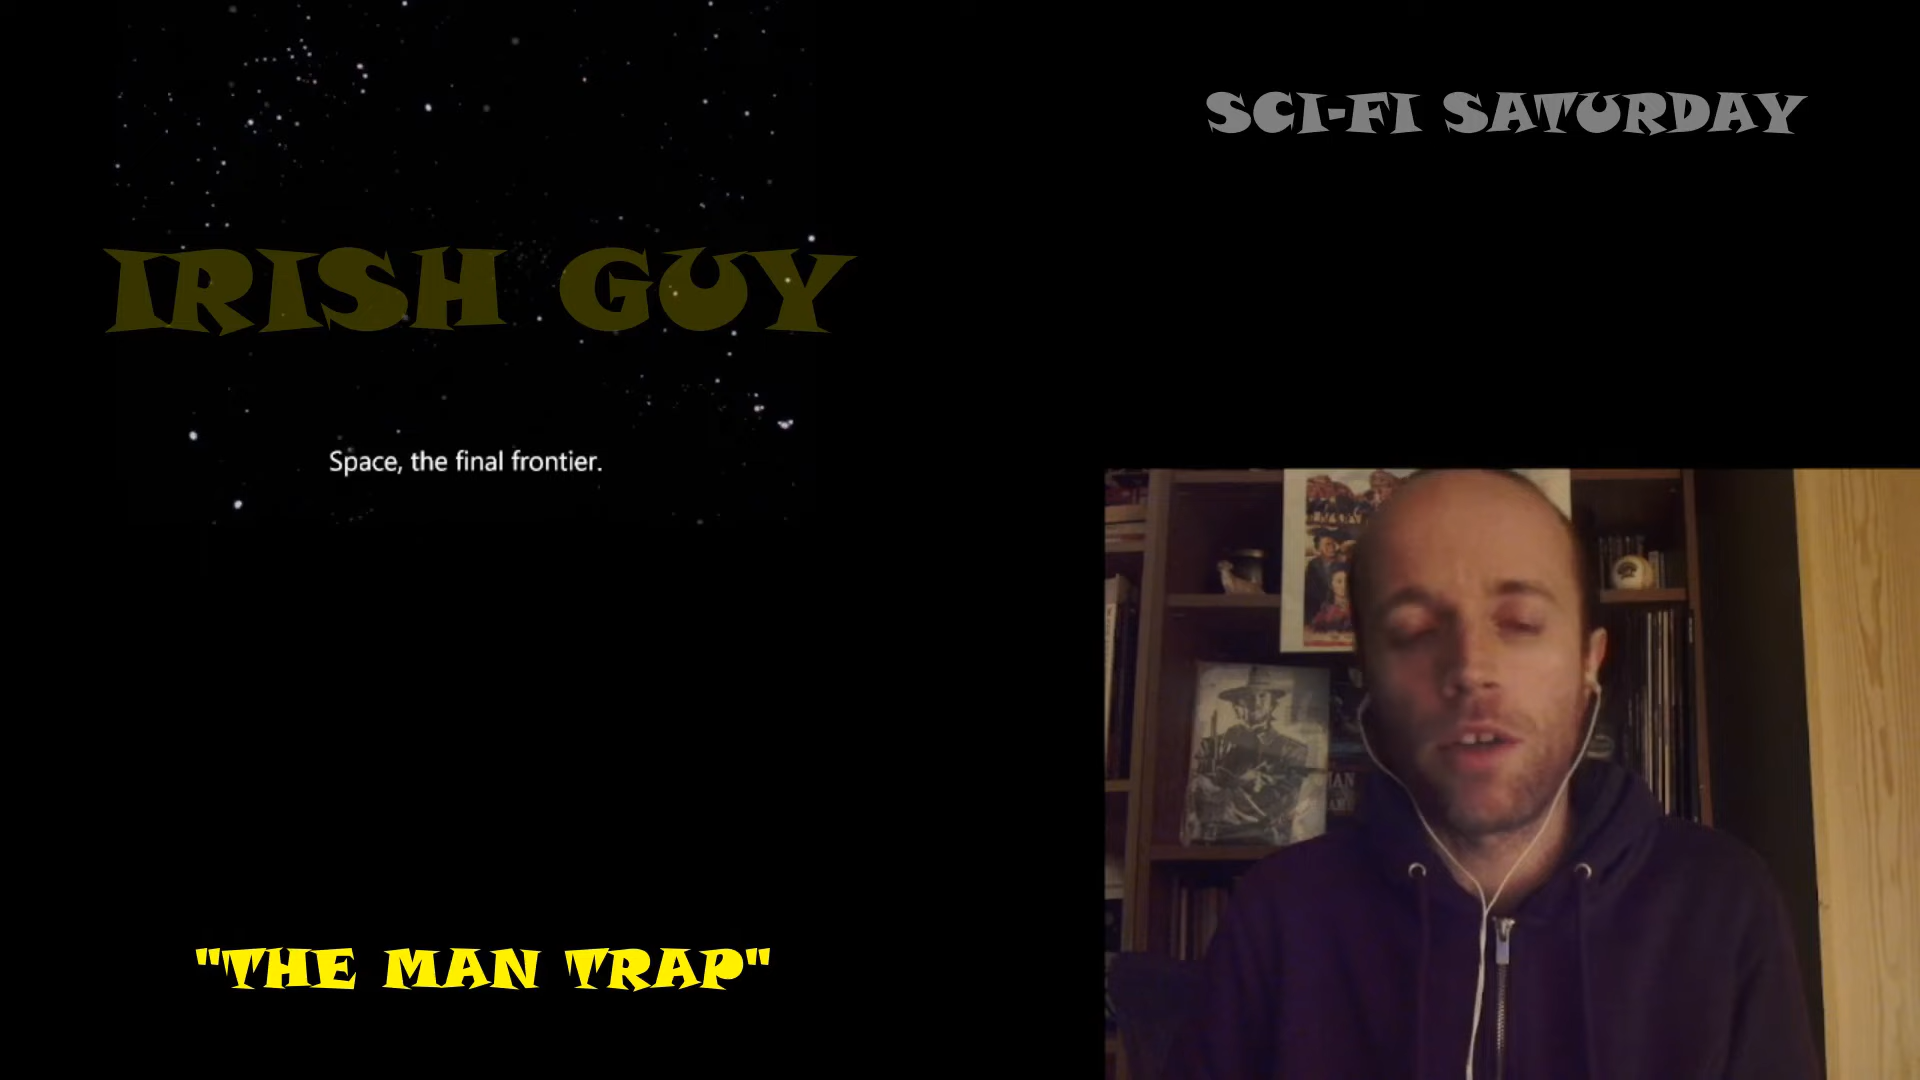 SCI-FI SATURDAY
IRISH GUY
Space, the final frontier.
"THE MAN TRAP"